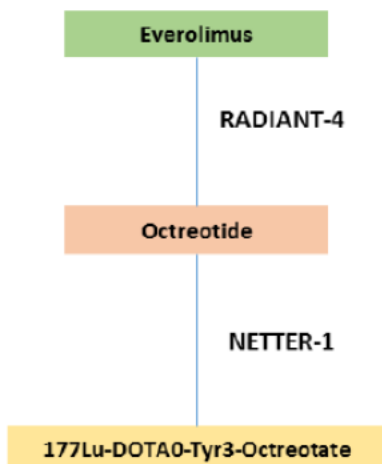 Everolimus
RADIANT-4
Octreotide
NETTER-1
177Lu-DOTA0-Tyr3-Octreotate